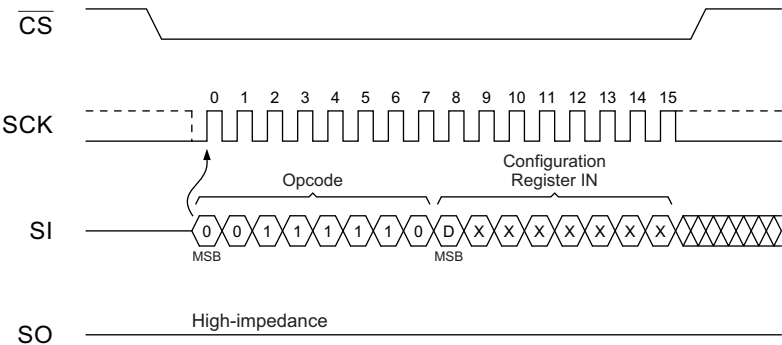 CS
0 1 2 3 4 5 6 7 8 9 10 11 12 13 14 15
SCK
Opcode
Configuration
Register IN
SI
0 0 1 1 1 1 1 0 D X X X X X X X
MSB MSB
High-impedance
SO